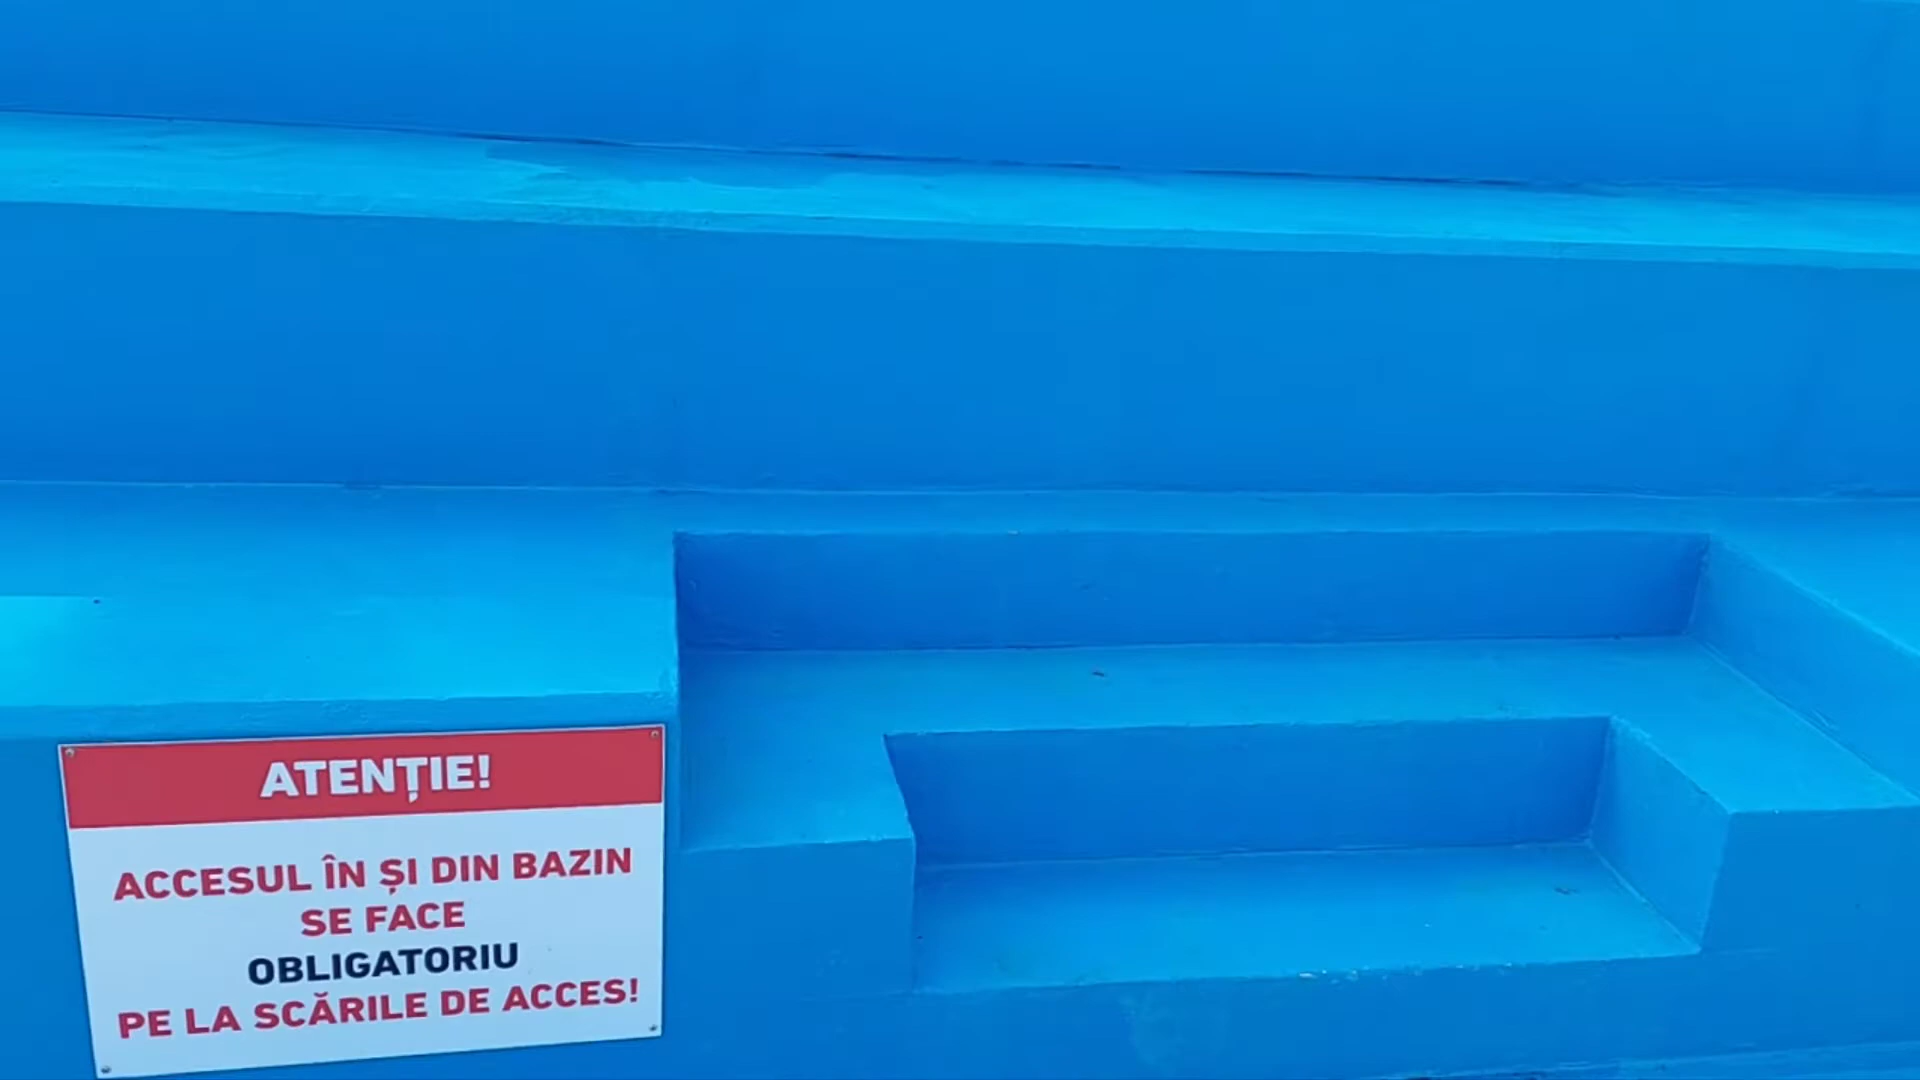 ATENȚIE!
ACCESUL ÎN ȘI DIN BAZIN
SE FACE
OBLIGATORIU
PE LA SCĂRILE DE ACCES!